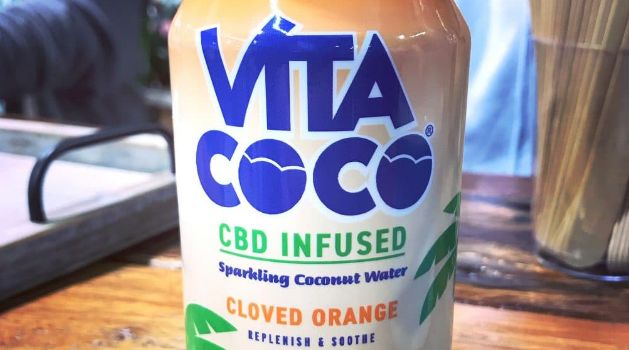 VITA
COCO®
CBD INFUSED
Sparkling Coconut Water
CLOVED ORANGE
REPLENISH & SOOTHE